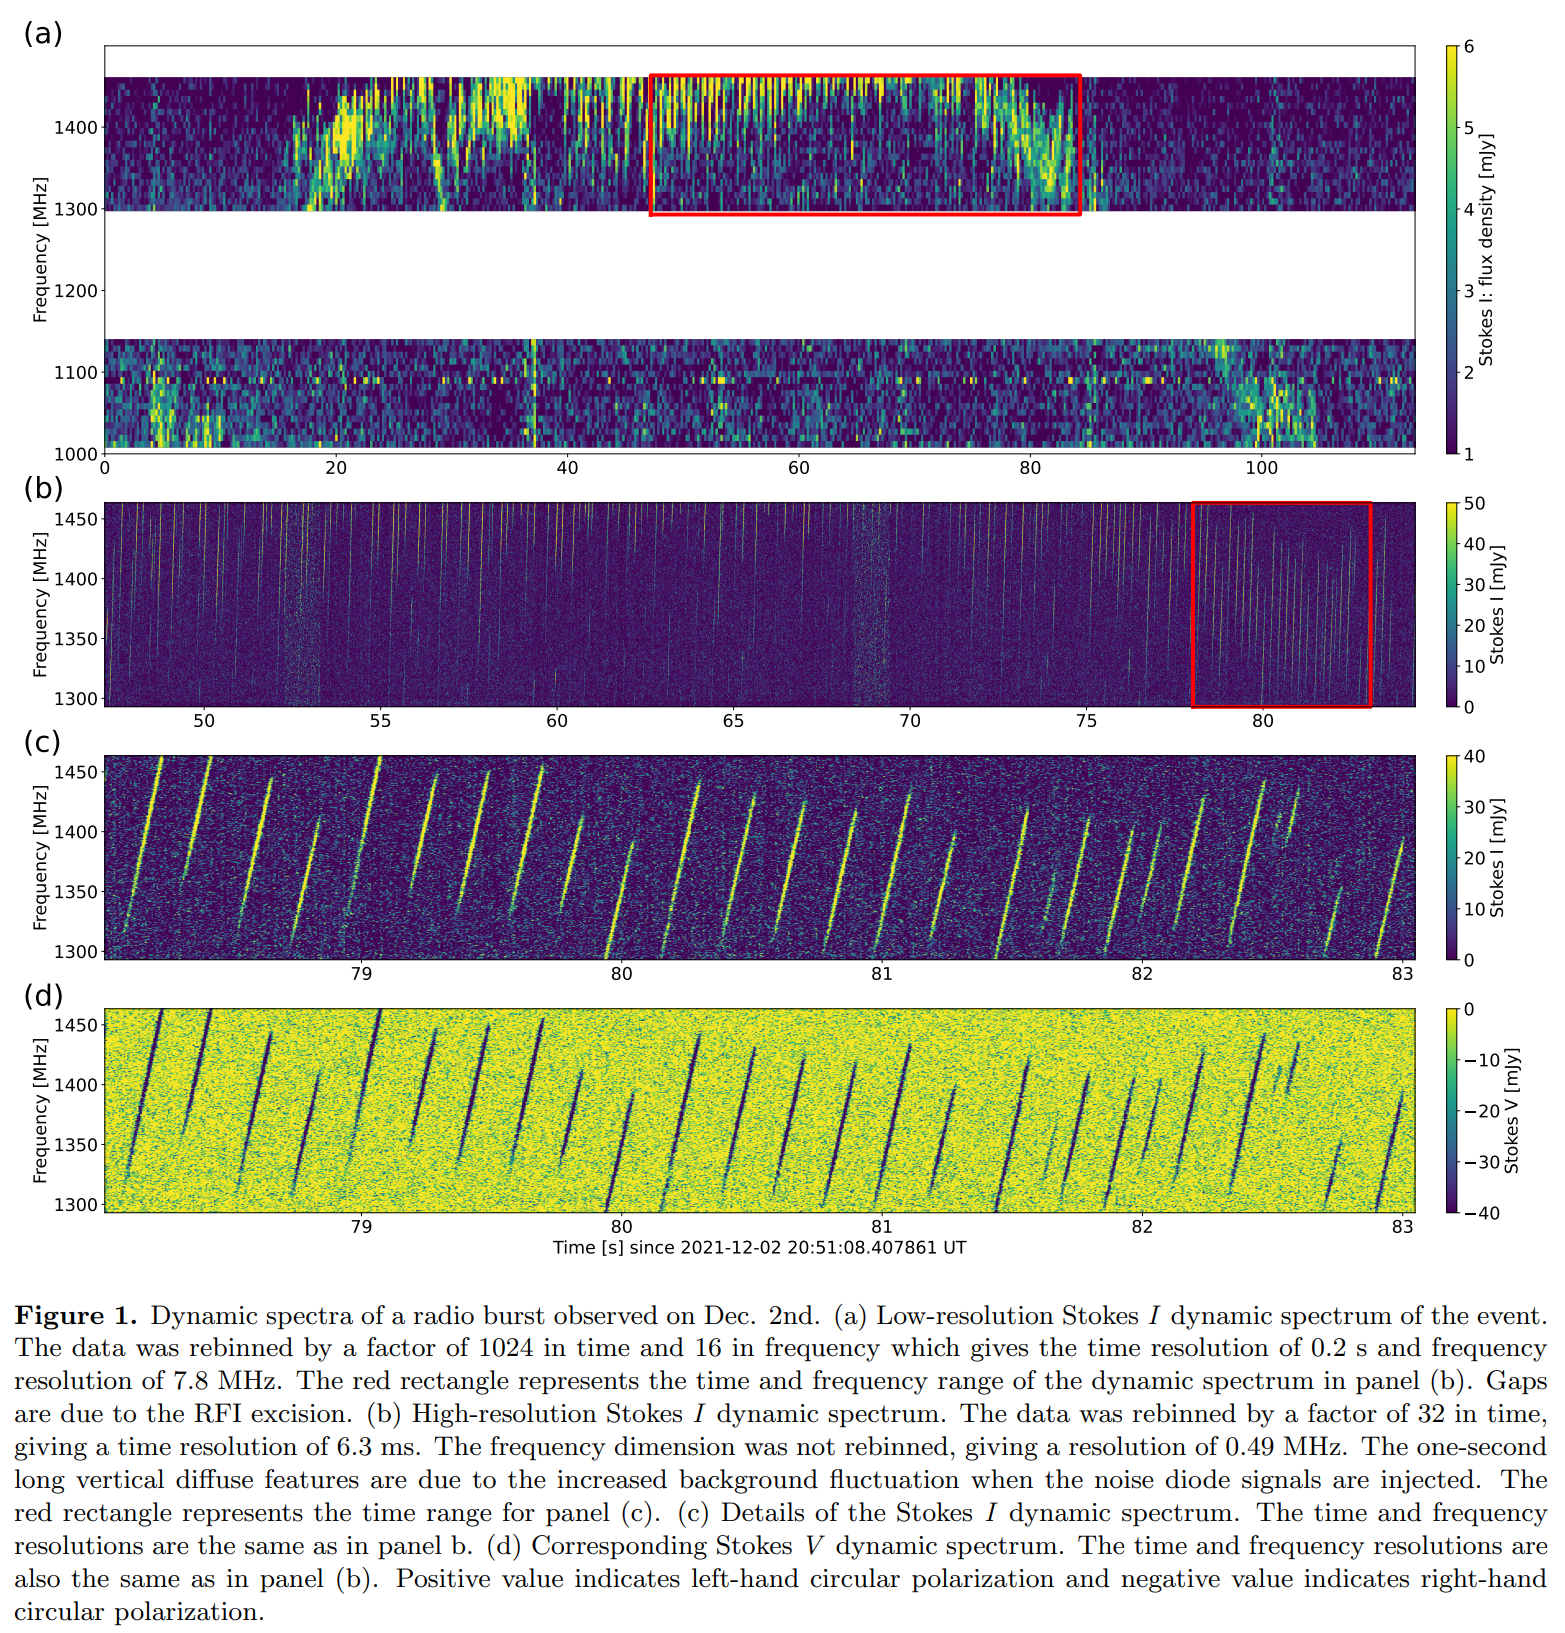 (a)
Frequency [MHz]
1400
1300
1200
1100
1000
0 20 40 60 80 100
6
5
4
3
2
1
Stokes I: flux density [mJy]
(b)
Frequency [MHz]
1450
1400
1350
1300
50 55 60 65 70 75 80
50
40
30
20
10
0
Stokes I [mJy]
(c)
Frequency [MHz]
1450
1400
1350
1300
79 80 81 82 83
40
30
20
10
0
Stokes I [mJy]
(d)
Frequency [MHz]
1450
1400
1350
1300
79 80 81 82 83
0
−10
−20
−30
−40
Stokes V [mJy]
Time [s] since 2021-12-02 20:51:08.407861 UT
Figure 1. Dynamic spectra of a radio burst observed on Dec. 2nd. (a) Low-resolution Stokes I dynamic spectrum of the event.
The data was rebinned by a factor of 1024 in time and 16 in frequency which gives the time resolution of 0.2 s and frequency
resolution of 7.8 MHz. The red rectangle represents the time and frequency range of the dynamic spectrum in panel (b). Gaps
are due to the RFI excision. (b) High-resolution Stokes I dynamic spectrum. The data was rebinned by a factor of 32 in time,
giving a time resolution of 6.3 ms. The frequency dimension was not rebinned, giving a resolution of 0.49 MHz. The one-second
long vertical diffuse features are due to the increased background fluctuation when the noise diode signals are injected. The
red rectangle represents the time range for panel (c). (c) Details of the Stokes I dynamic spectrum. The time and frequency
resolutions are the same as in panel b. (d) Corresponding Stokes V dynamic spectrum. The time and frequency resolutions are
also the same as in panel (b). Positive value indicates left-hand circular polarization and negative value indicates right-hand
circular polarization.